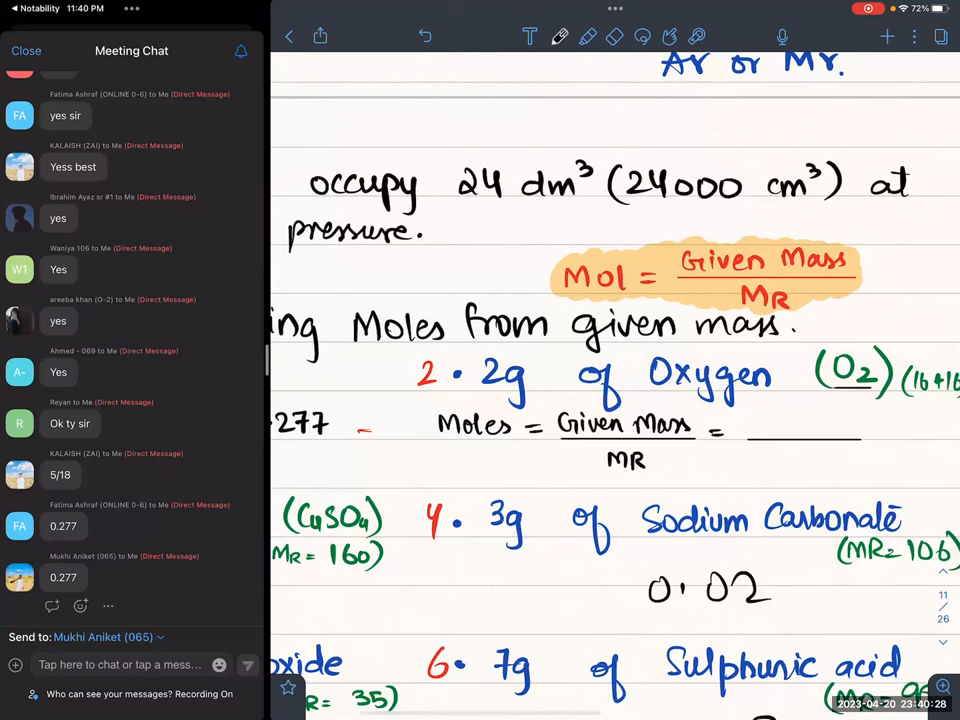 Notability 11:40 PM
72%
Close Meeting Chat
Fatima Ashraf (ONLINE 0-6) to Me (Direct Message)
FA yes sir
KALAISH (ZAI) to Me (Direct Message)
Yess best
Ibrahim Ayaz sr #1 to Me (Direct Message)
yes
Waniya 106 to Me (Direct Message)
W1 Yes
areeba khan (O-2) to Me (Direct Message)
yes
Ahmed - 069 to Me (Direct Message)
A- Yes
Reyan to Me (Direct Message)
R Ok ty sir
KALAISH (ZAI) to Me (Direct Message)
5/18
Fatima Ashraf (ONLINE 0-6) to Me (Direct Message)
FA 0.277
Mukhi Aniket (065) to Me (Direct Message)
0.277
Send to: Mukhi Aniket (065)
Tap here to chat or tap a mess...
Who can see your messages? Recording On
Ar or Mr.
occupy 24 dm³ (24000 cm³) at
pressure.
Mol = Given Mass
MR
ing Moles from given mass.
2 . 2g of Oxygen (O2) (16+16
.277 Moles = Given Mass =
MR
(CuSO4) 4 . 3g of Sodium Carbonate
MR = 160) (MR=106)
0.02
oxide 6. 7g of Sulphuric acid
R= 35)
11
/
26
2023-04-20 23:40:28